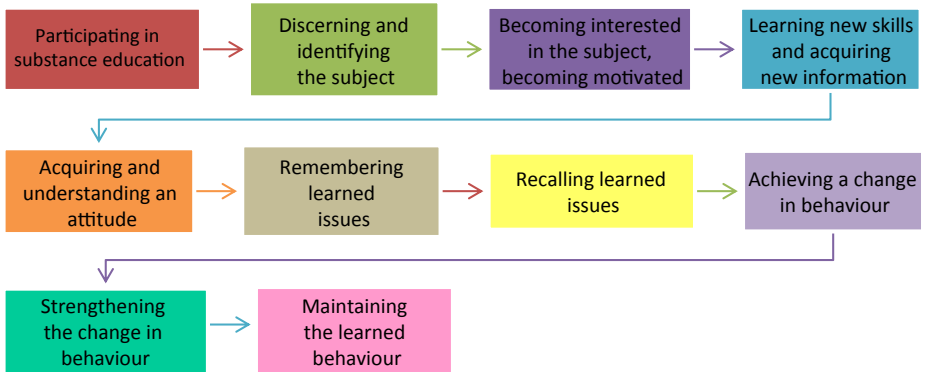 Participating in
substance education
Discerning and
identifying
the subject
Becoming interested
in the subject,
becoming motivated
Learning new skills
and acquiring
new information
Acquiring and
understanding an
attitude
Remembering
learned
issues
Recalling learned
issues
Achieving a change
in behaviour
Strengthening
the change in
behaviour
Maintaining
the learned
behaviour